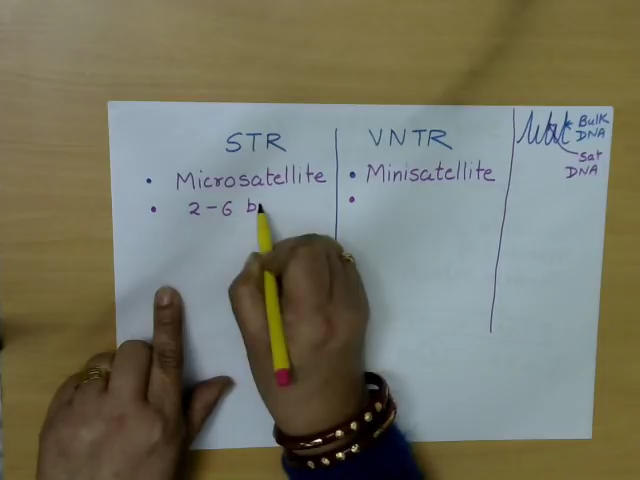 STR
• Microsatellite
• 2-6 b
VNTR
• Minisatellite
•
Bulk
DNA
Sat
DNA